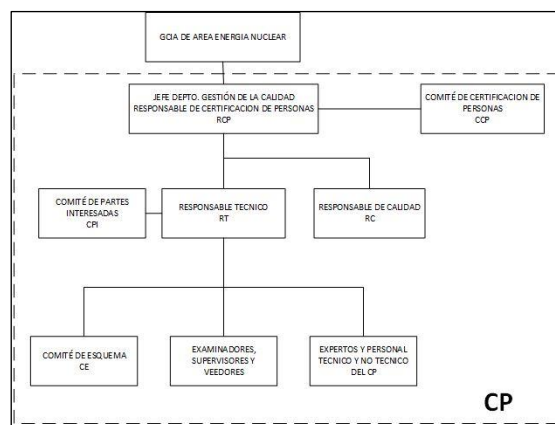 GCIA DE AREA ENERGIA NUCLEAR
JEFE DEPTO. GESTIÓN DE LA CALIDAD
RESPONSABLE DE CERTIFICACIÓN DE PERSONAS
RCP
COMITÉ DE CERTIFICACION DE
PERSONAS
CCP
COMITÉ DE PARTES
INTERESADAS
CPI
RESPONSABLE TECNICO
RT
RESPONSABLE DE CALIDAD
RC
COMITÉ DE ESQUEMA
CE
EXAMINADORES,
SUPERVISORES Y
VEEDORES
EXPERTOS Y PERSONAL
TECNICO Y NO TECNICO
DEL CP
CP